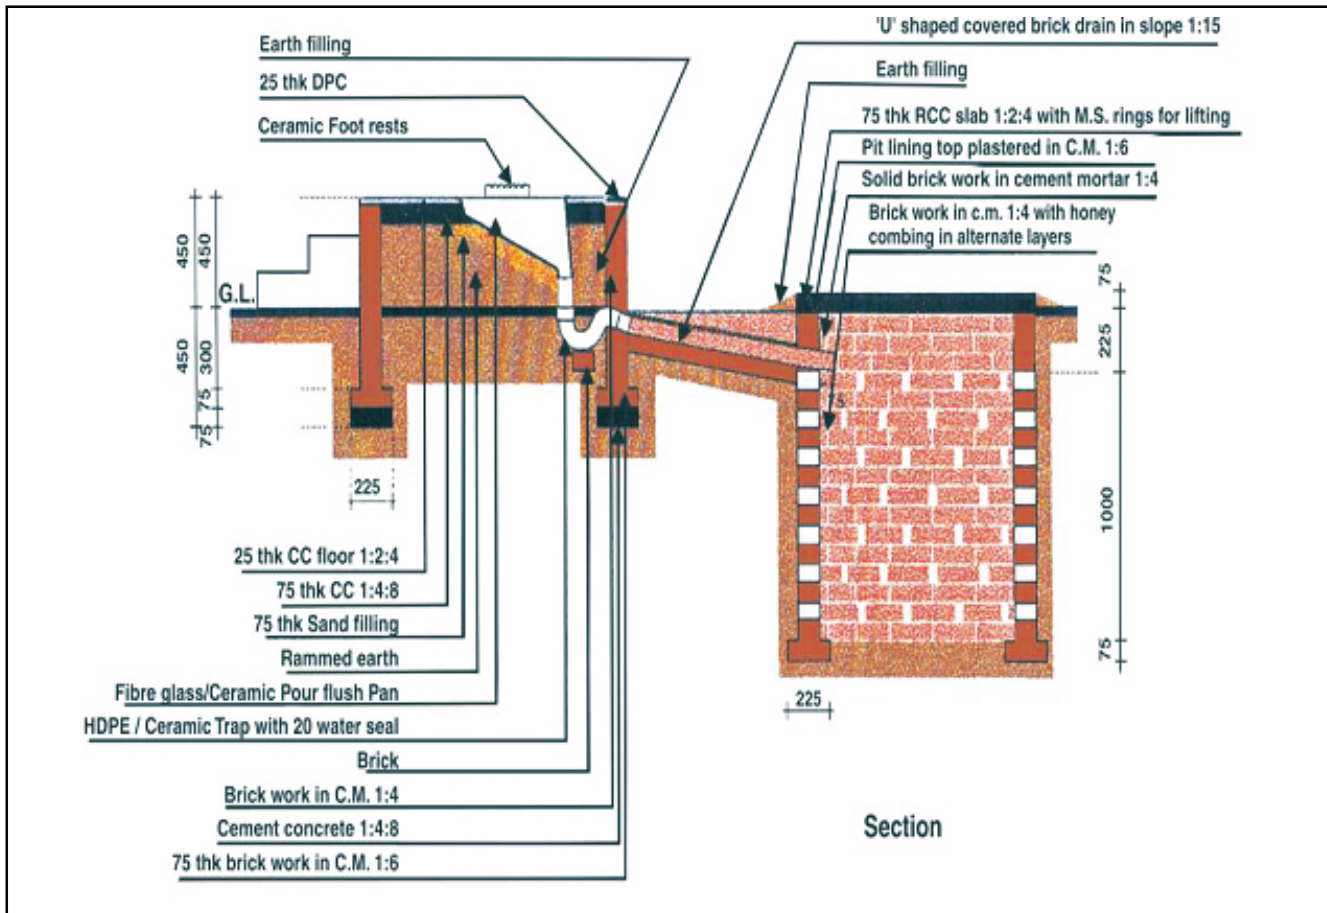 'U' shaped covered brick drain in slope 1:15
Earth filling
Earth filling
25 thk DPC
75 thk RCC slab 1:2:4 with M.S. rings for lifting
Ceramic Foot rests
Pit lining top plastered in C.M. 1:6
Solid brick work in cement mortar 1:4
Brick work in c.m. 1:4 with honey
combing in alternate layers
450
450
75
G.L.
225
450
300
75
75
75
225
1000
25 thk CC floor 1:2:4
75 thk CC 1:4:8
75 thk Sand filling
Rammed earth
75
Fibre glass/Ceramic Pour flush Pan
225
HDPE / Ceramic Trap with 20 water seal
Brick
Brick work in C.M. 1:4
Cement concrete 1:4:8
Section
75 thk brick work in C.M. 1:6